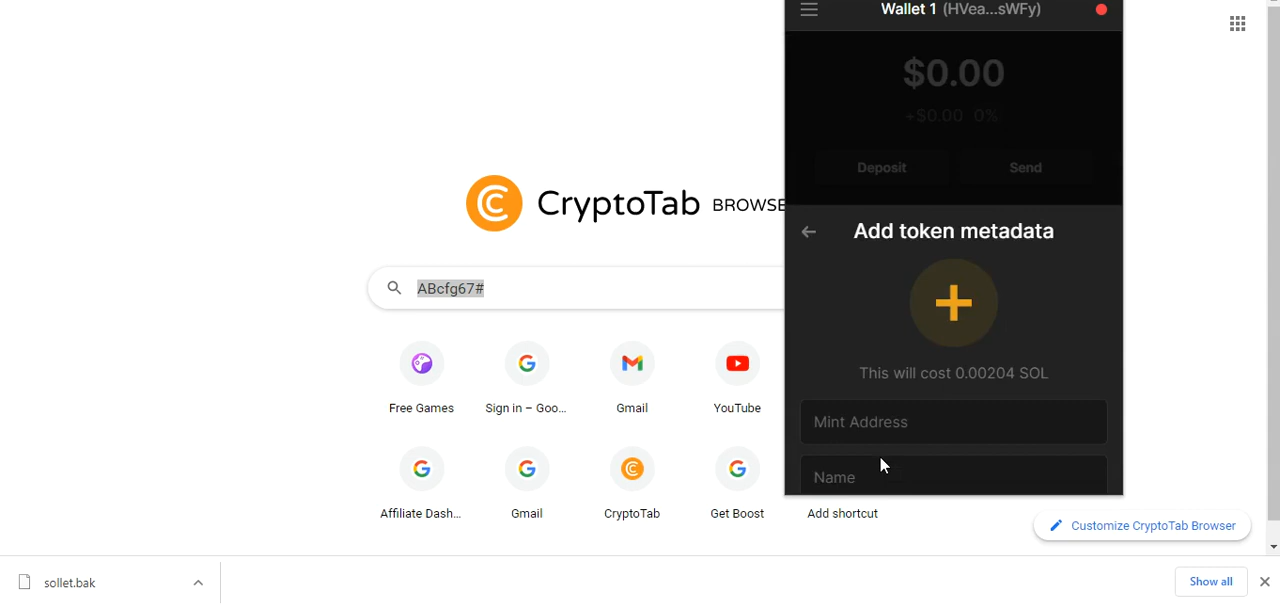 Wallet 1 (HVea...sWFy)
$0.00
+$0.00 0%
Deposit
Send
CryptoTab BROWSE
Add token metadata
ABcfg67#
This will cost 0.00204 SOL
Free Games
Sign in – Goo...
Gmail
YouTube
Mint Address
Name
Affiliate Dash...
Gmail
CryptoTab
Get Boost
Add shortcut
Customize CryptoTab Browser
sollet.bak
Show all